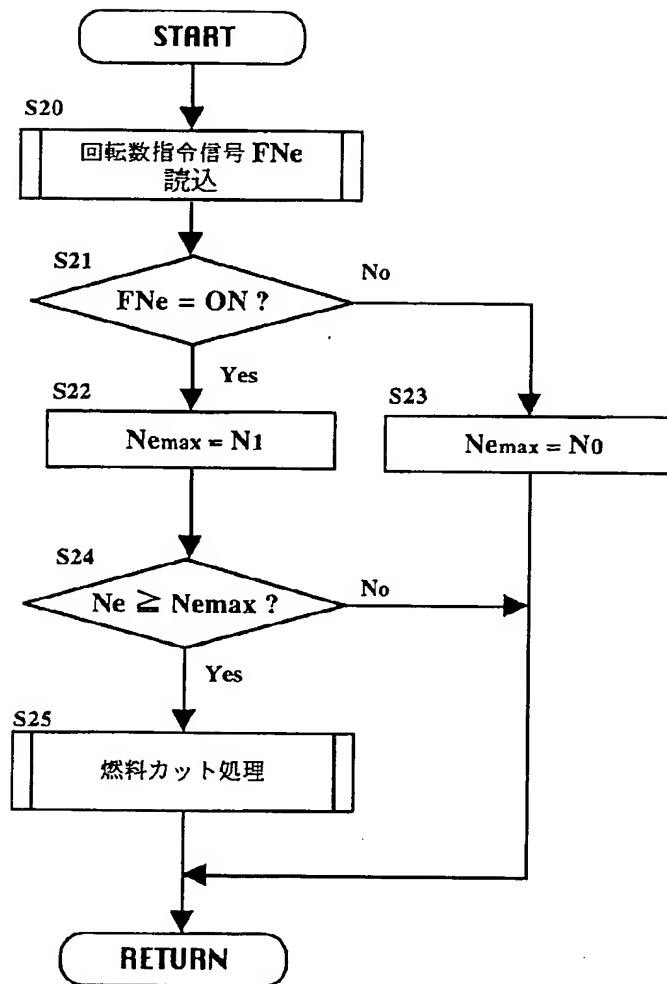 START
S20
回転数指令信号 FNe
読込
S21
FNe = ON ?
No
Yes
S22
Nemax = N1
S23
Nemax = N0
S24
Ne ≧ Nemax ?
No
Yes
S25
燃料カット処理
RETURN